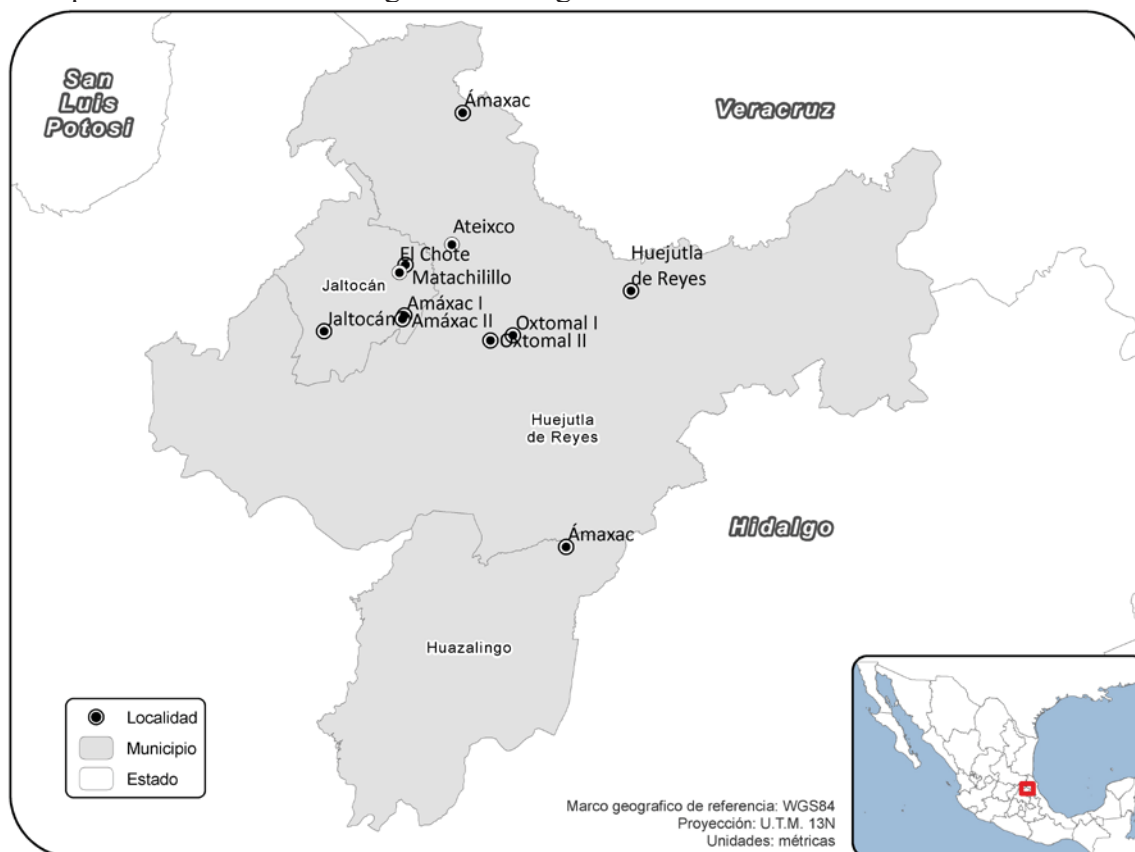 San
Luis
Potosi
Ámaxac
Veracruz
Ateixco
El Chote
Matachilillo
Huejutla
de Reyes
Jaltocán
Amáxac I
Jaltocán
Amáxac II
Oxtomal I
Oxtomal II
Huejutla
de Reyes
Hidalgo
Ámaxac
Huazalingo
Localidad
Municipio
Estado
Marco geografico de referencia: WGS84
Proyección: U.T.M. 13N
Unidades: métricas